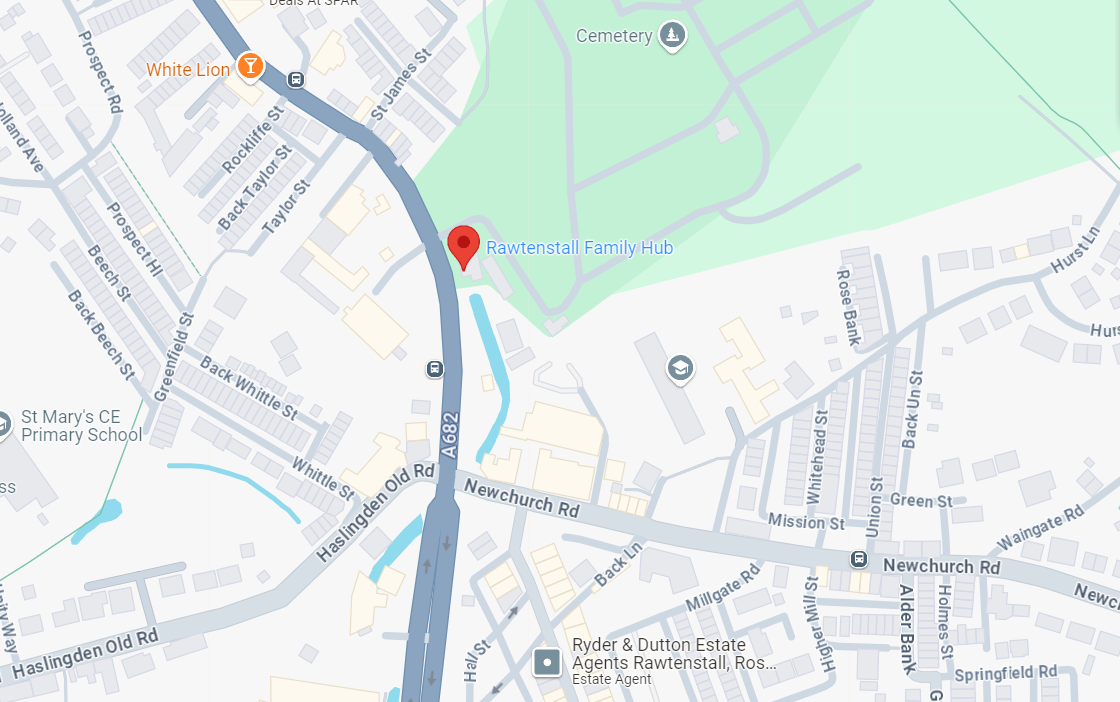 Deals At SPAR
Cemetery
White Lion
Prospect Rd
St James St
Holland Ave
Rockliffe St
Back Taylor St
Taylor St
Prospect Hl
Rawtenstall Family Hub
Hurst Ln
Beech St
Back Beech St
Rose Bank
Greenfield St
Back Whittle St
St Mary's CE
Primary School
A682
Back Un St
Whitehead St
Whittle St
Haslingden Old Rd
Newchurch Rd
Union St
Green St
Mission St
Waingate Rd
Back Ln
Newchurch Rd
Millgate Rd
Higher Mill St
Alder Bank
Holmes St
Haslingden Old Rd
Hall St
Ryder & Dutton Estate
Agents Rawtenstall, Ros...
Estate Agent
Springfield Rd